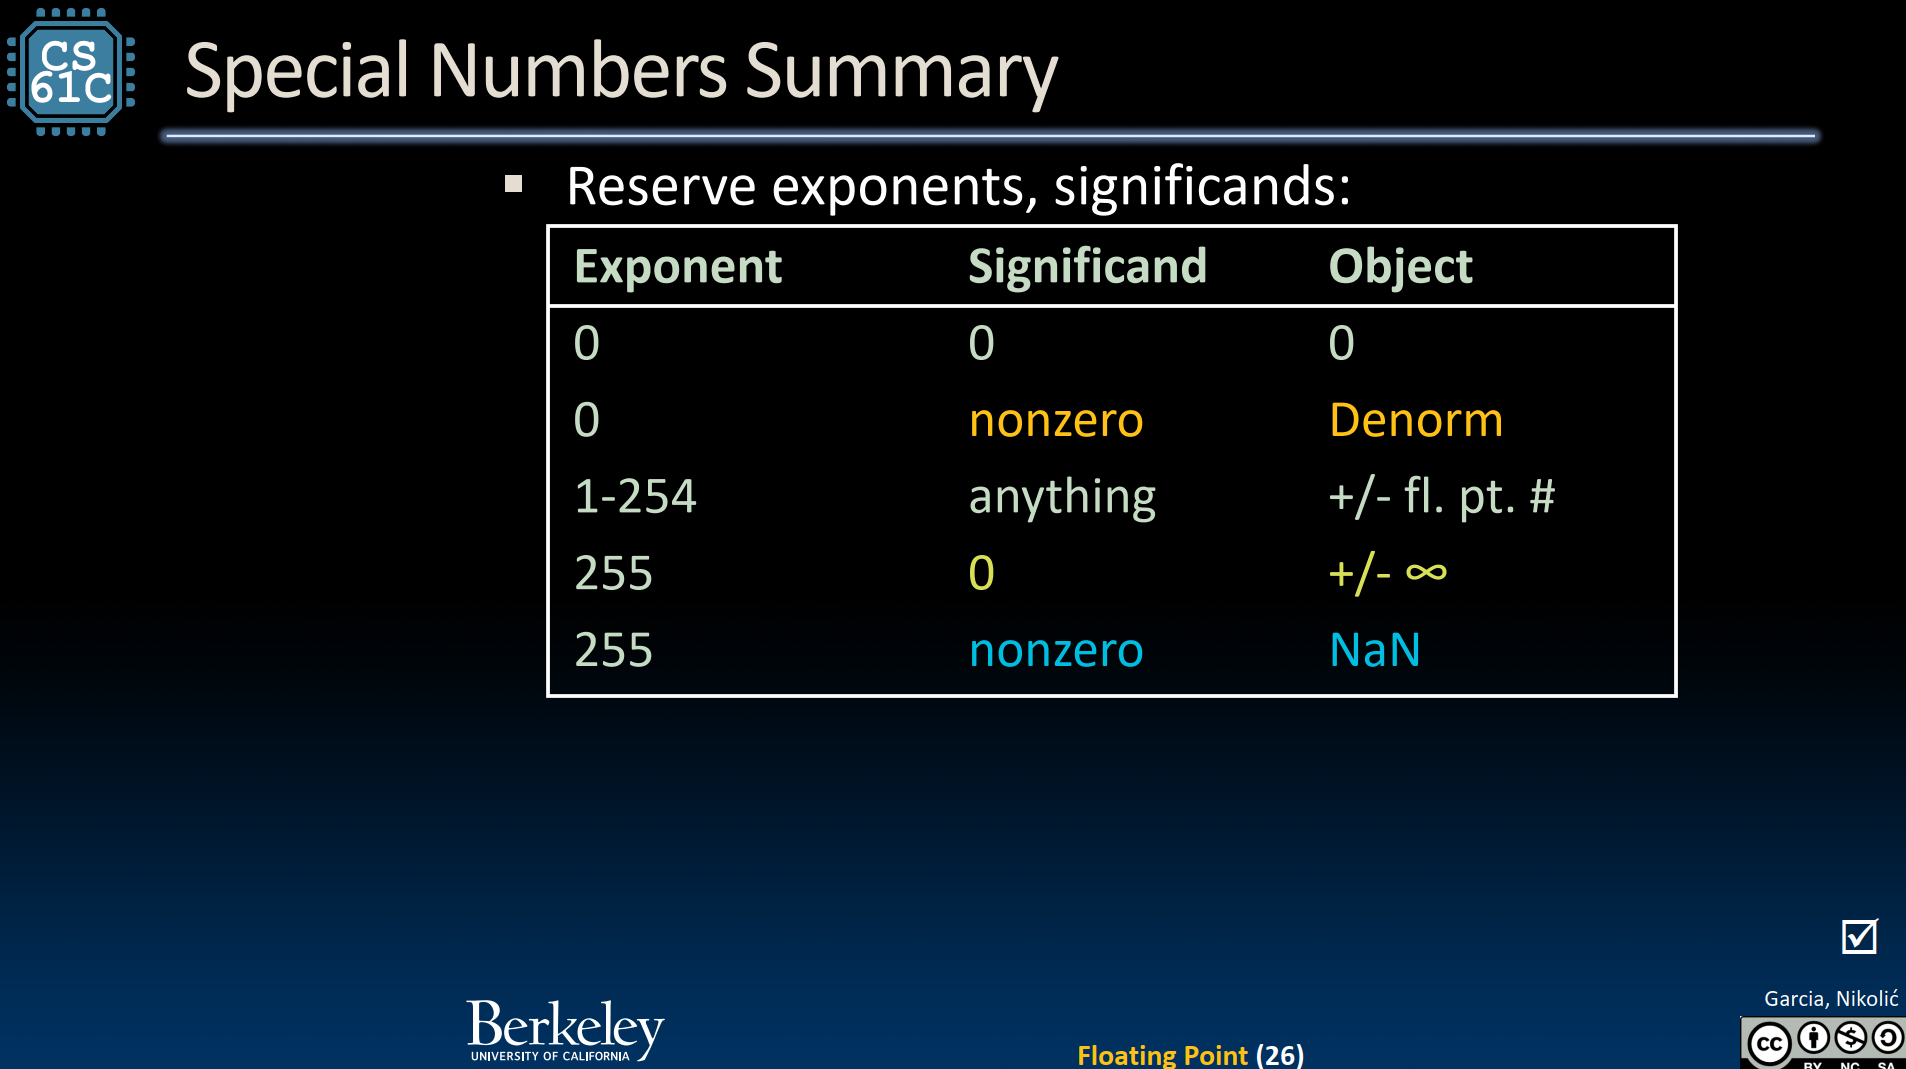 CS
61C
Special Numbers Summary
▪ Reserve exponents, significands:
Exponent Significand Object
0 0 0
0 nonzero Denorm
1-254 anything +/- fl. pt. #
255 0 +/- ∞
255 nonzero NaN
Garcia, Nikolić
Berkeley
UNIVERSITY OF CALIFORNIA
Floating Point (26)
cc
BY NC SA